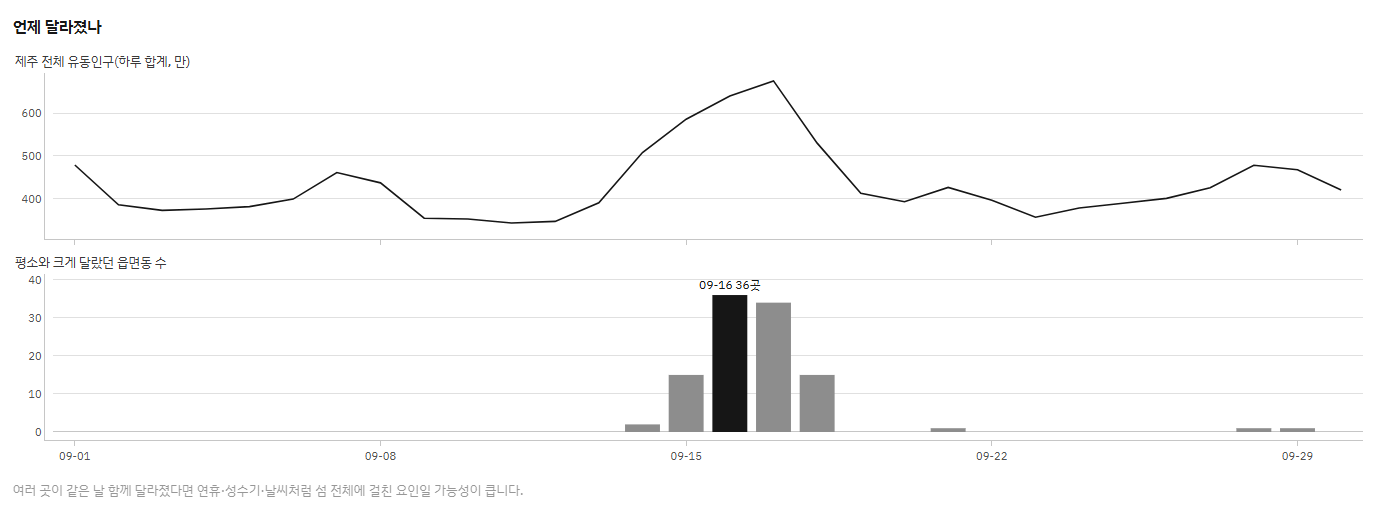 언제 달라졌나
제주 전체 유동인구(하루 합계, 만)
600
500
400
평소와 크게 달랐던 읍면동 수
40
09-16 36곳
30
20
10
0
09-01 09-08 09-15 09-22 09-29
여러 곳이 같은 날 함께 달라졌다면 연휴·성수기·날씨처럼 섬 전체에 걸친 요인일 가능성이 큽니다.